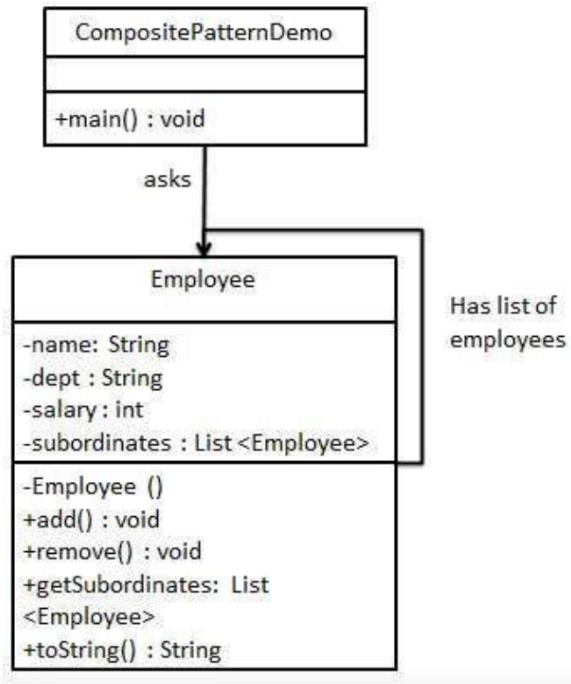 CompositePatternDemo
+main() : void
asks
Employee
Has list of
employees
-name: String
-dept : String
-salary : int
-subordinates : List <Employee>
-Employee ()
+add() : void
+remove() : void
+getSubordinates: List
<Employee>
+toString() : String